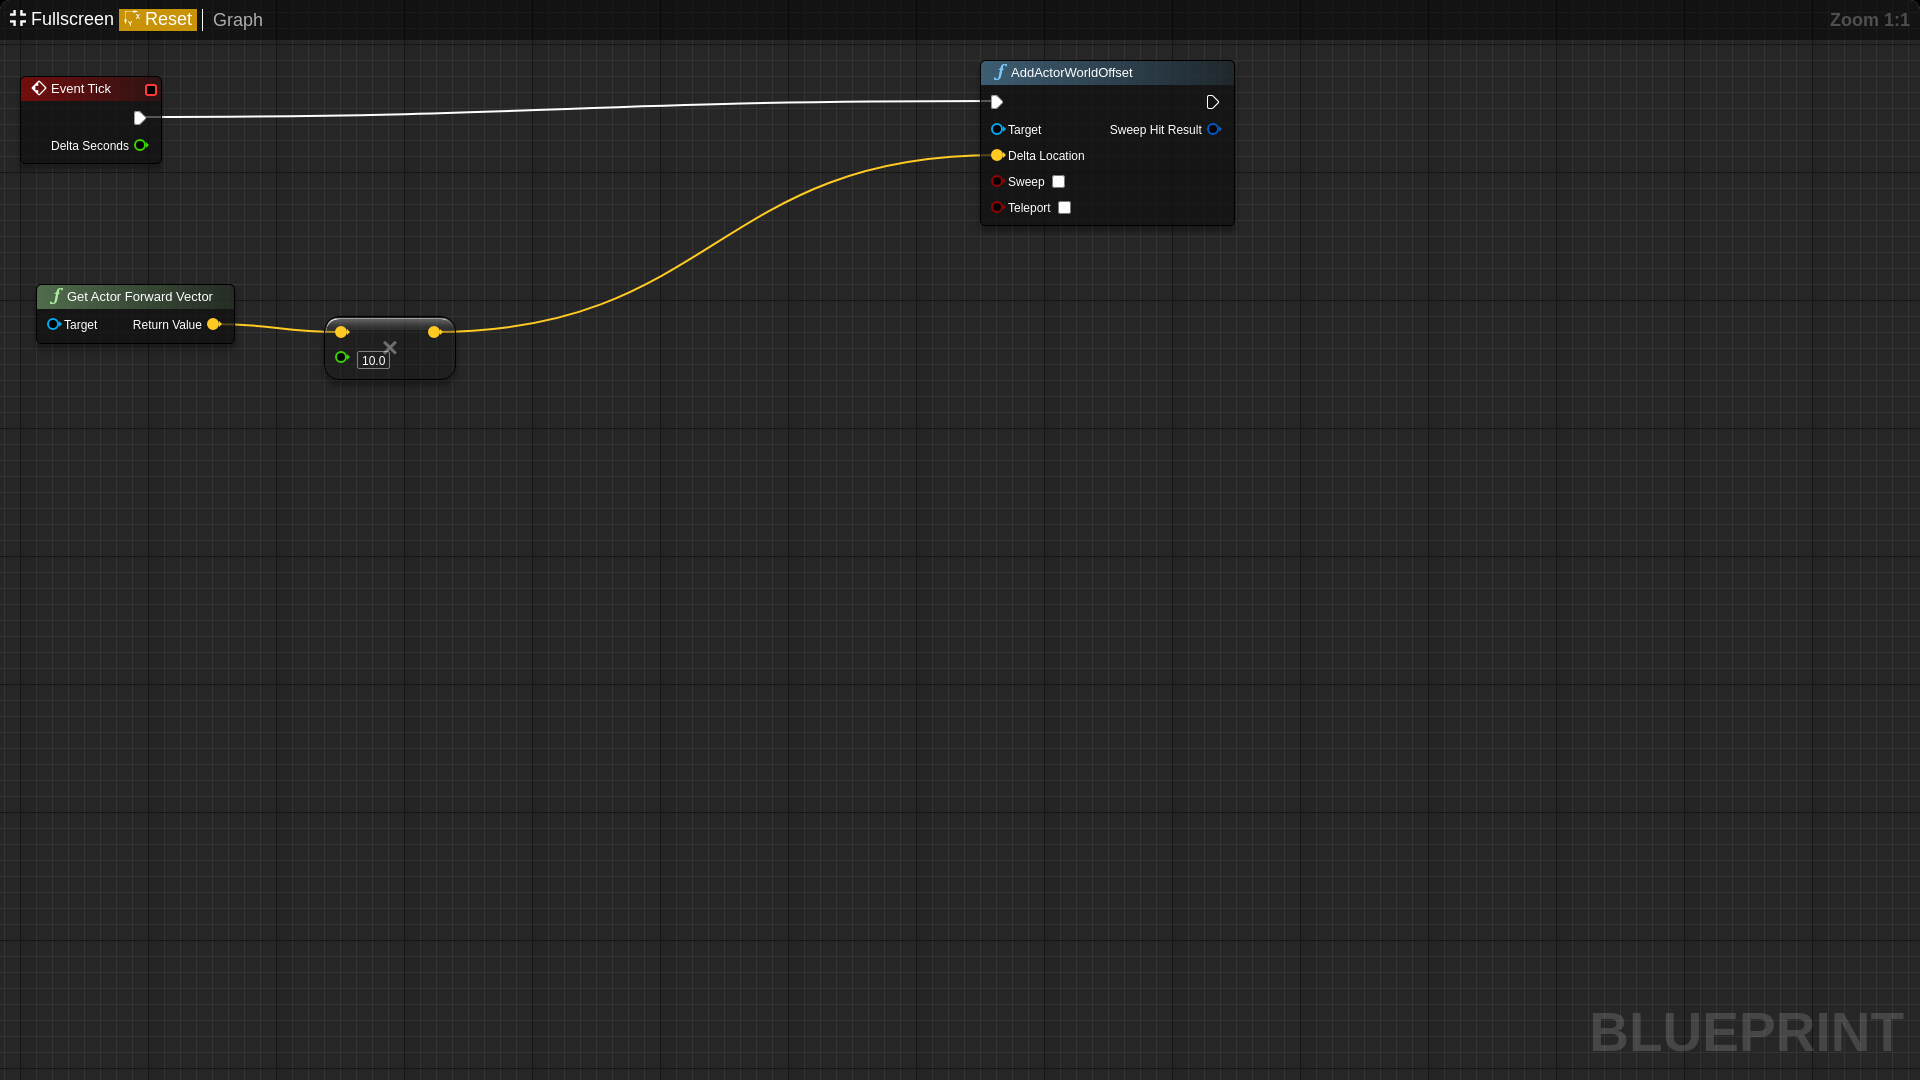 Fullscreen Reset Graph
Zoom 1:1
Event Tick
Delta Seconds
AddActorWorldOffset
Target Sweep Hit Result
Delta Location
Sweep
Teleport
Get Actor Forward Vector
Target Return Value
10.0
BLUEPRINT